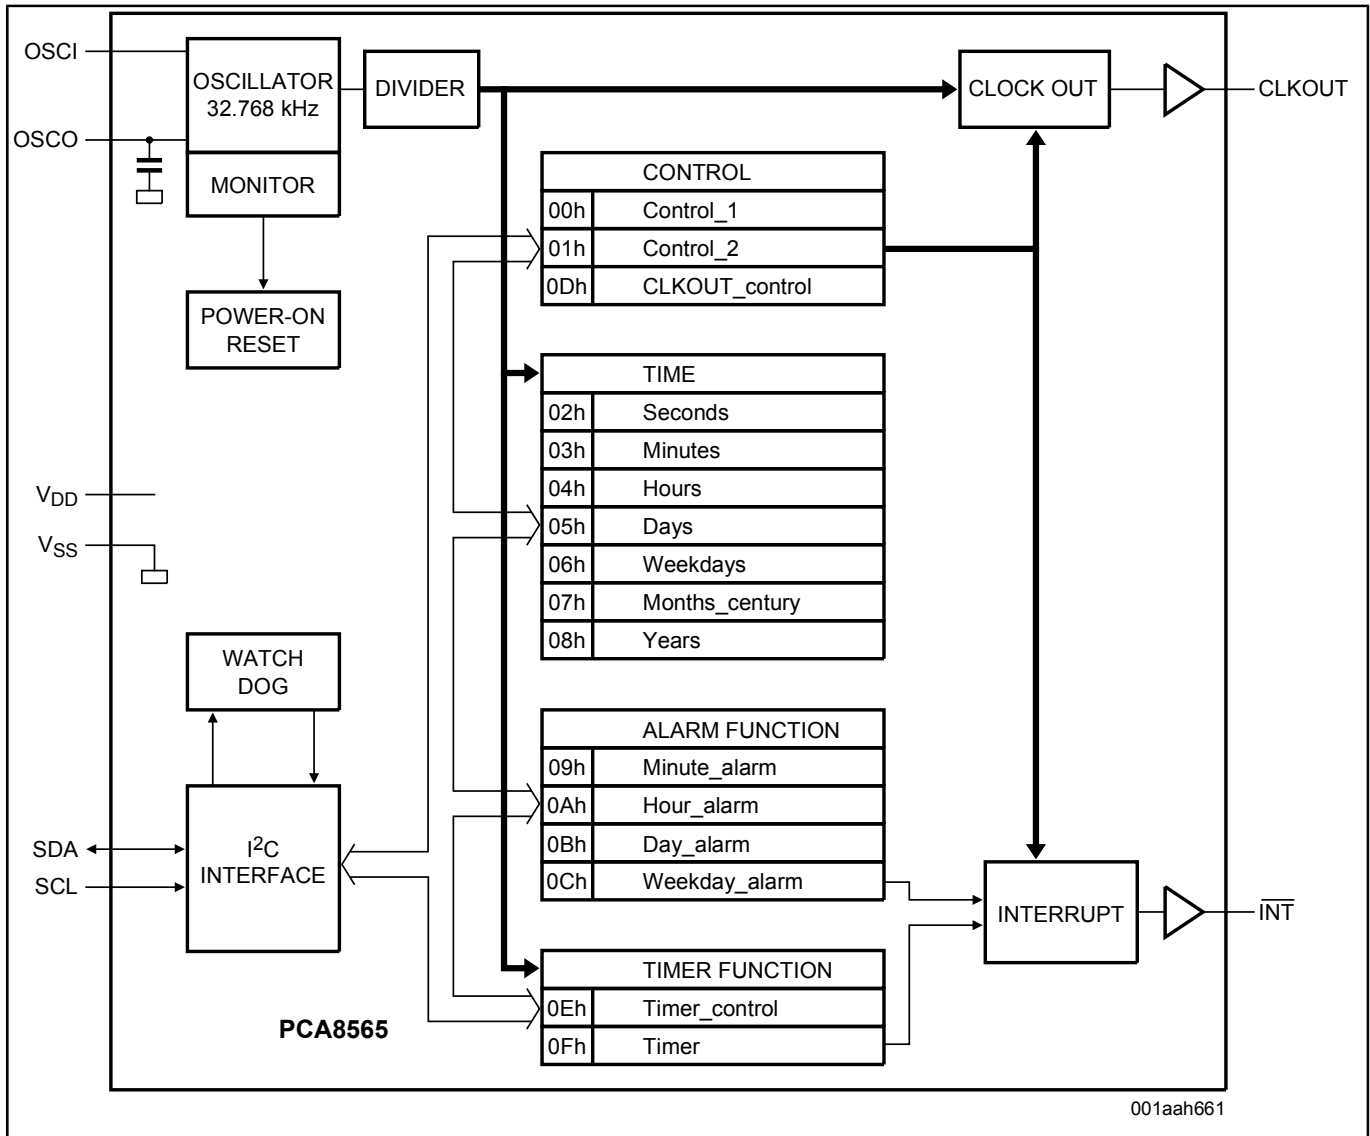 OSCI
OSCO
OSCILLATOR
32.768 kHz
MONITOR
DIVIDER
CLOCK OUT
CLKOUT
POWER-ON
RESET
CONTROL
00h Control_1
01h Control_2
0Dh CLKOUT_control
TIME
02h Seconds
03h Minutes
04h Hours
05h Days
06h Weekdays
07h Months_century
08h Years
VDD
VSS
WATCH
DOG
ALARM FUNCTION
09h Minute_alarm
0Ah Hour_alarm
0Bh Day_alarm
0Ch Weekday_alarm
SDA
SCL
I2C
INTERFACE
INTERRUPT
I̅N̅T̅
TIMER FUNCTION
0Eh Timer_control
0Fh Timer
PCA8565
001aah661